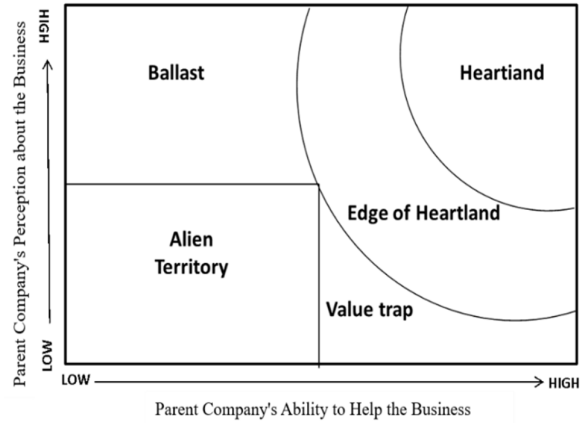 HIGH
Parent Company's Perception about the Business
LOW
Ballast
Heartiand
Edge of Heartland
Alien
Territory
Value trap
LOW
HIGH
Parent Company's Ability to Help the Business